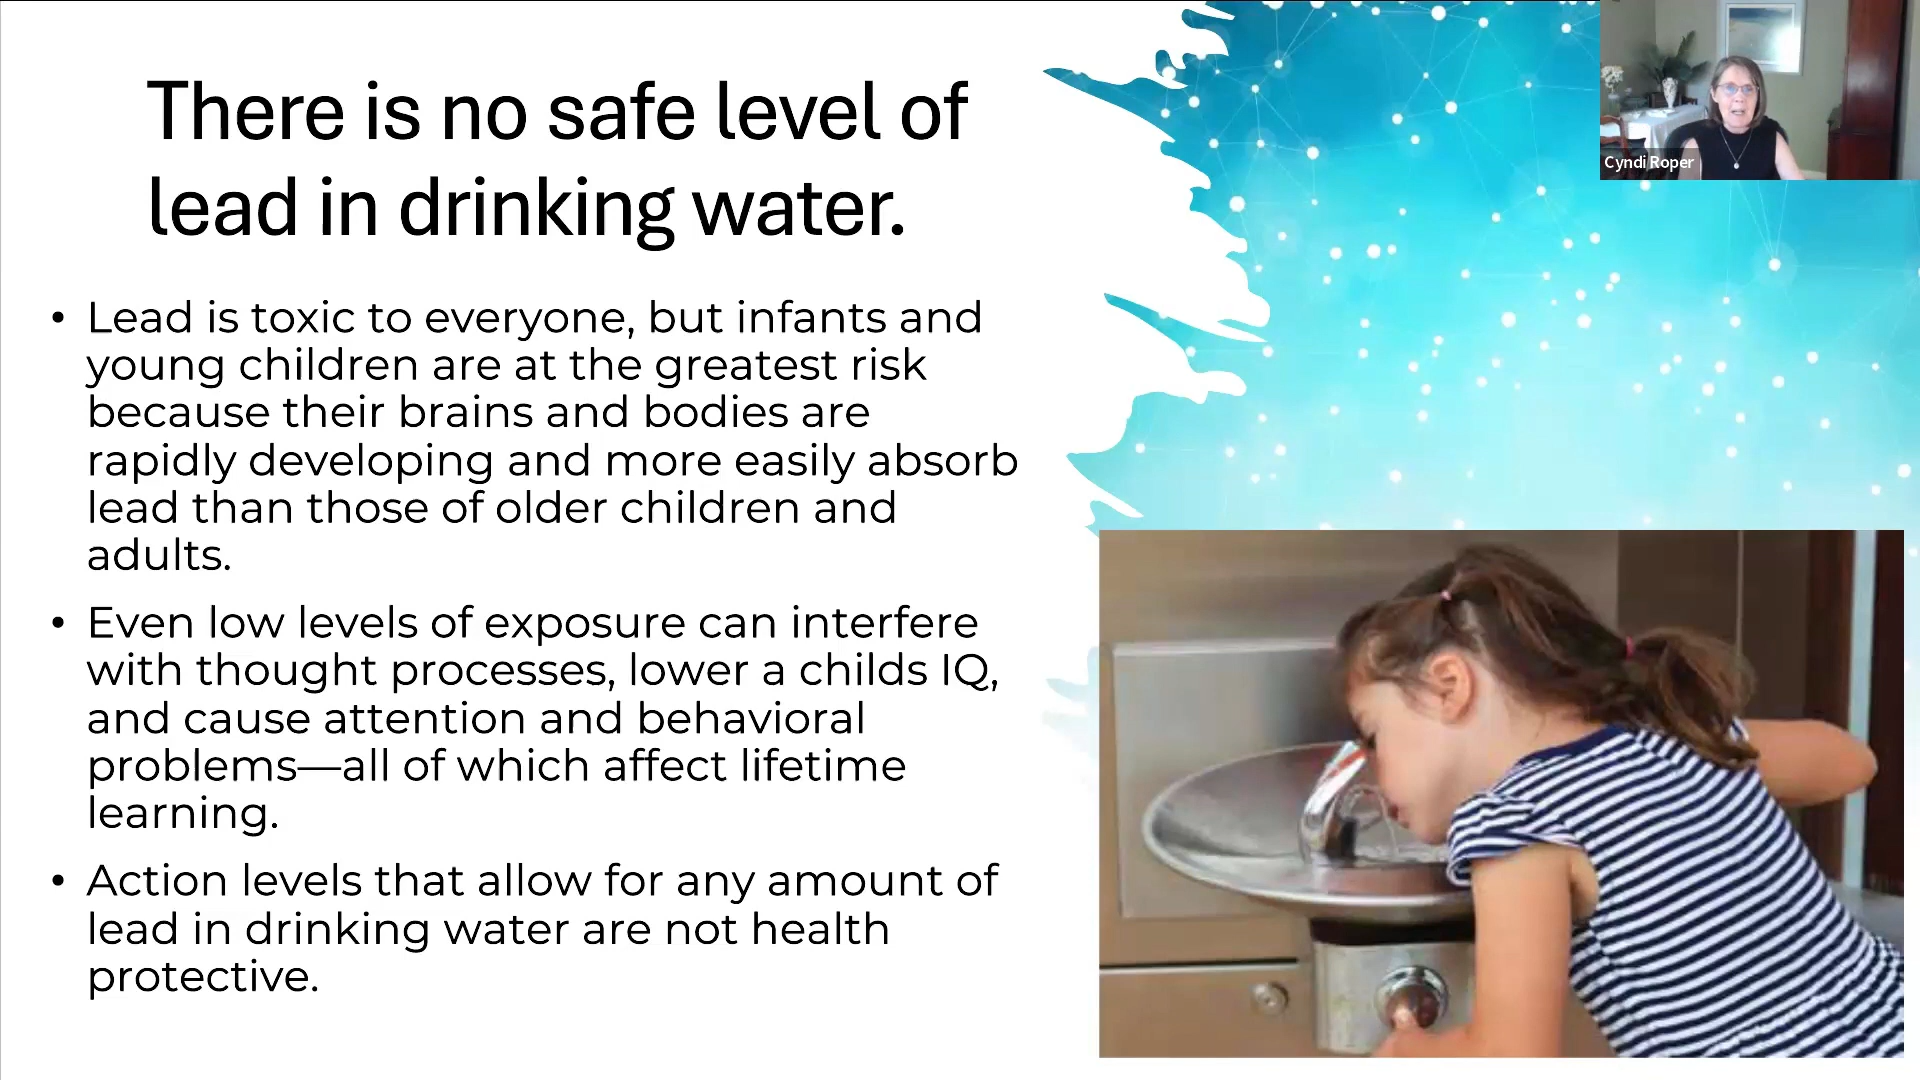 There is no safe level of
lead in drinking water.
• Lead is toxic to everyone, but infants and
young children are at the greatest risk
because their brains and bodies are
rapidly developing and more easily absorb
lead than those of older children and
adults.
• Even low levels of exposure can interfere
with thought processes, lower a childs IQ,
and cause attention and behavioral
problems—all of which affect lifetime
learning.
• Action levels that allow for any amount of
lead in drinking water are not health
protective.
Cyndi Roper